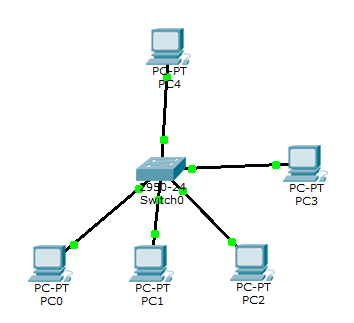 PC-PT
PC4
2950-24
Switch0
PC-PT
PC3
PC-PT
PC0
PC-PT
PC1
PC-PT
PC2